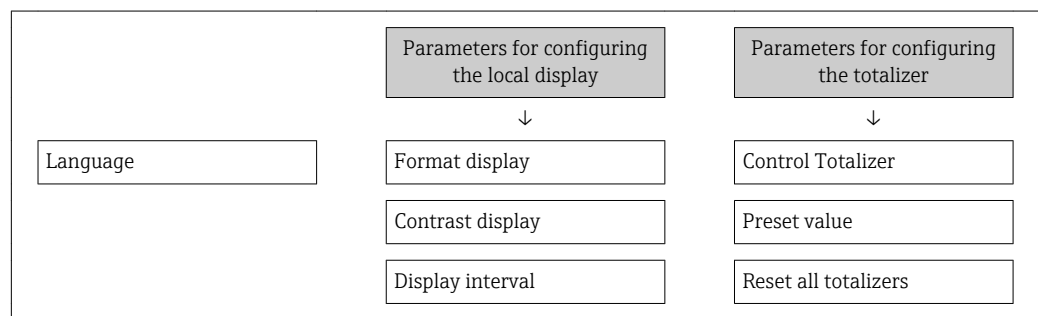 Parameters for configuring
the local display
Parameters for configuring
the totalizer
↓
↓
Language
Format display
Control Totalizer
Contrast display
Preset value
Display interval
Reset all totalizers